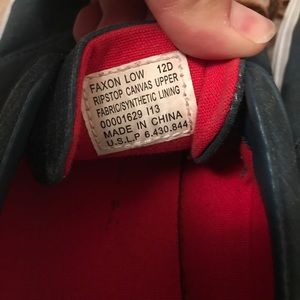 FAXON LOW 12D
RIPSTOP CANVAS UPPER
FABRIC/SYNTHETIC LINING
00001629 I13
MADE IN CHINA
U.S.L.P 6.430.844